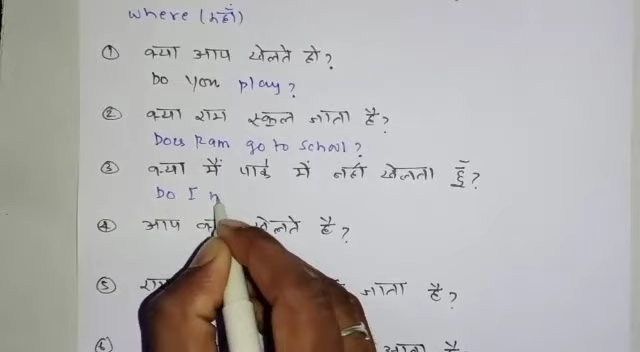 where (कहाँ)
① क्या आप खेलते हो?
Do you play?
② क्या राम स्कूल जाता है?
Does Ram go to school?
③ क्या मैं पार्क में नहीं खेलता हूँ?
Do I n
④ आप खेलते है?
⑤ जाता है?
⑥ है